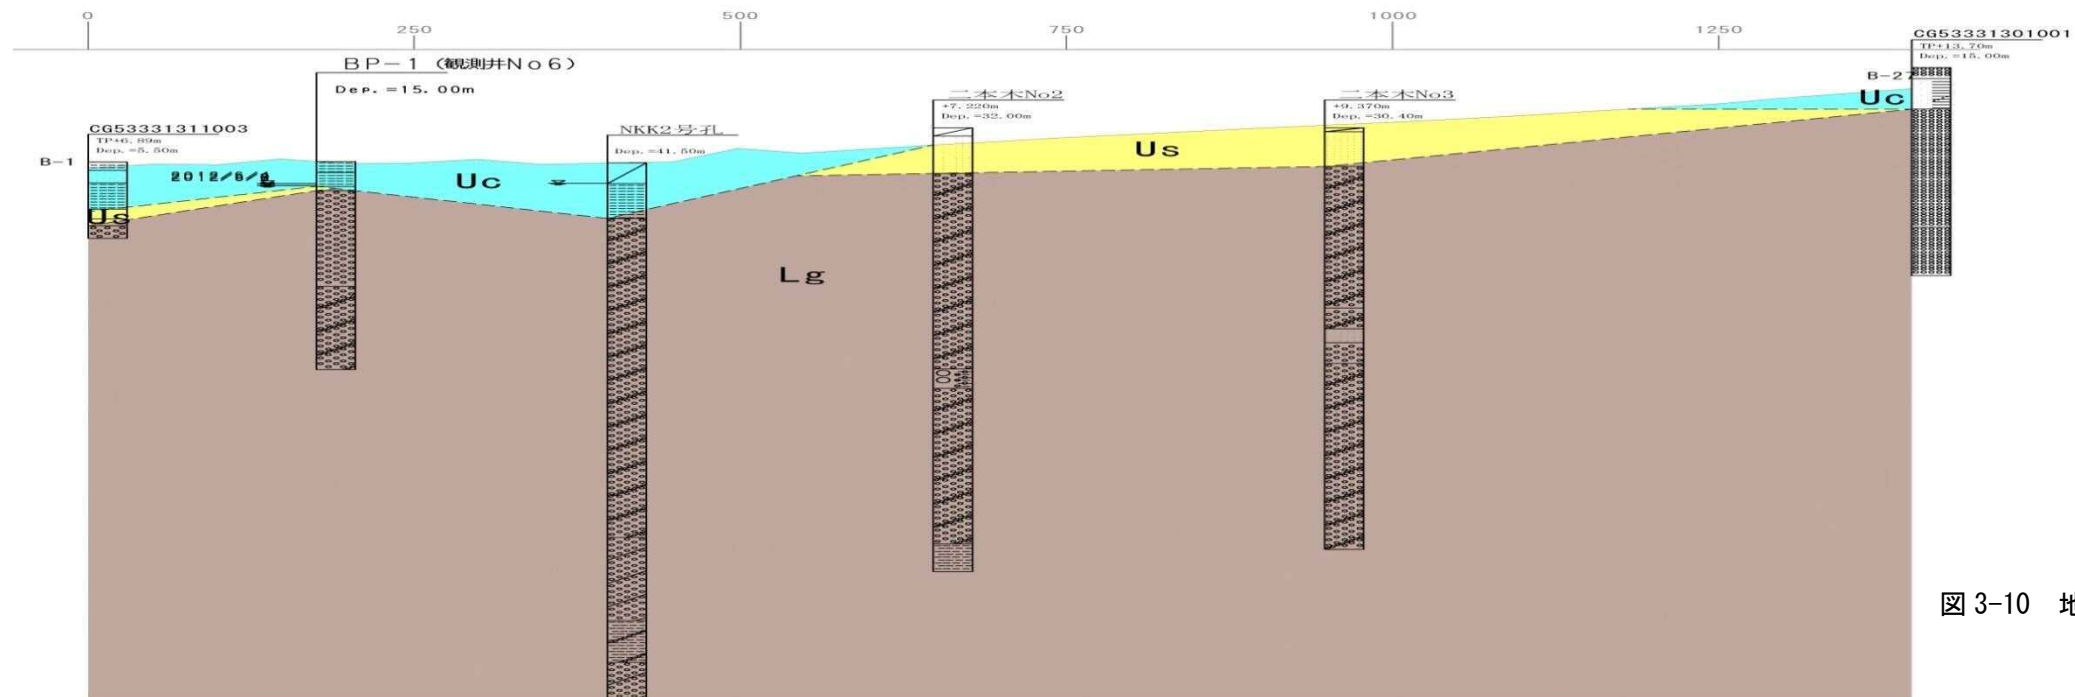 0
250
500
750
1000
1250
CG53331301001
TP+13.70m
Dep.=15.00m
B-27
BP-1 (観測井No6)
Dep.=15.00m
二本木No2
+7.220m
Dep.=32.00m
二本木No3
+9.370m
Dep.=30.40m
CG53331311003
TP+6.89m
Dep.=5.50m
NKK2号孔
Dep.=41.50m
B-1
Uc
Us
Uc
Us
Lg
図 3-10 地